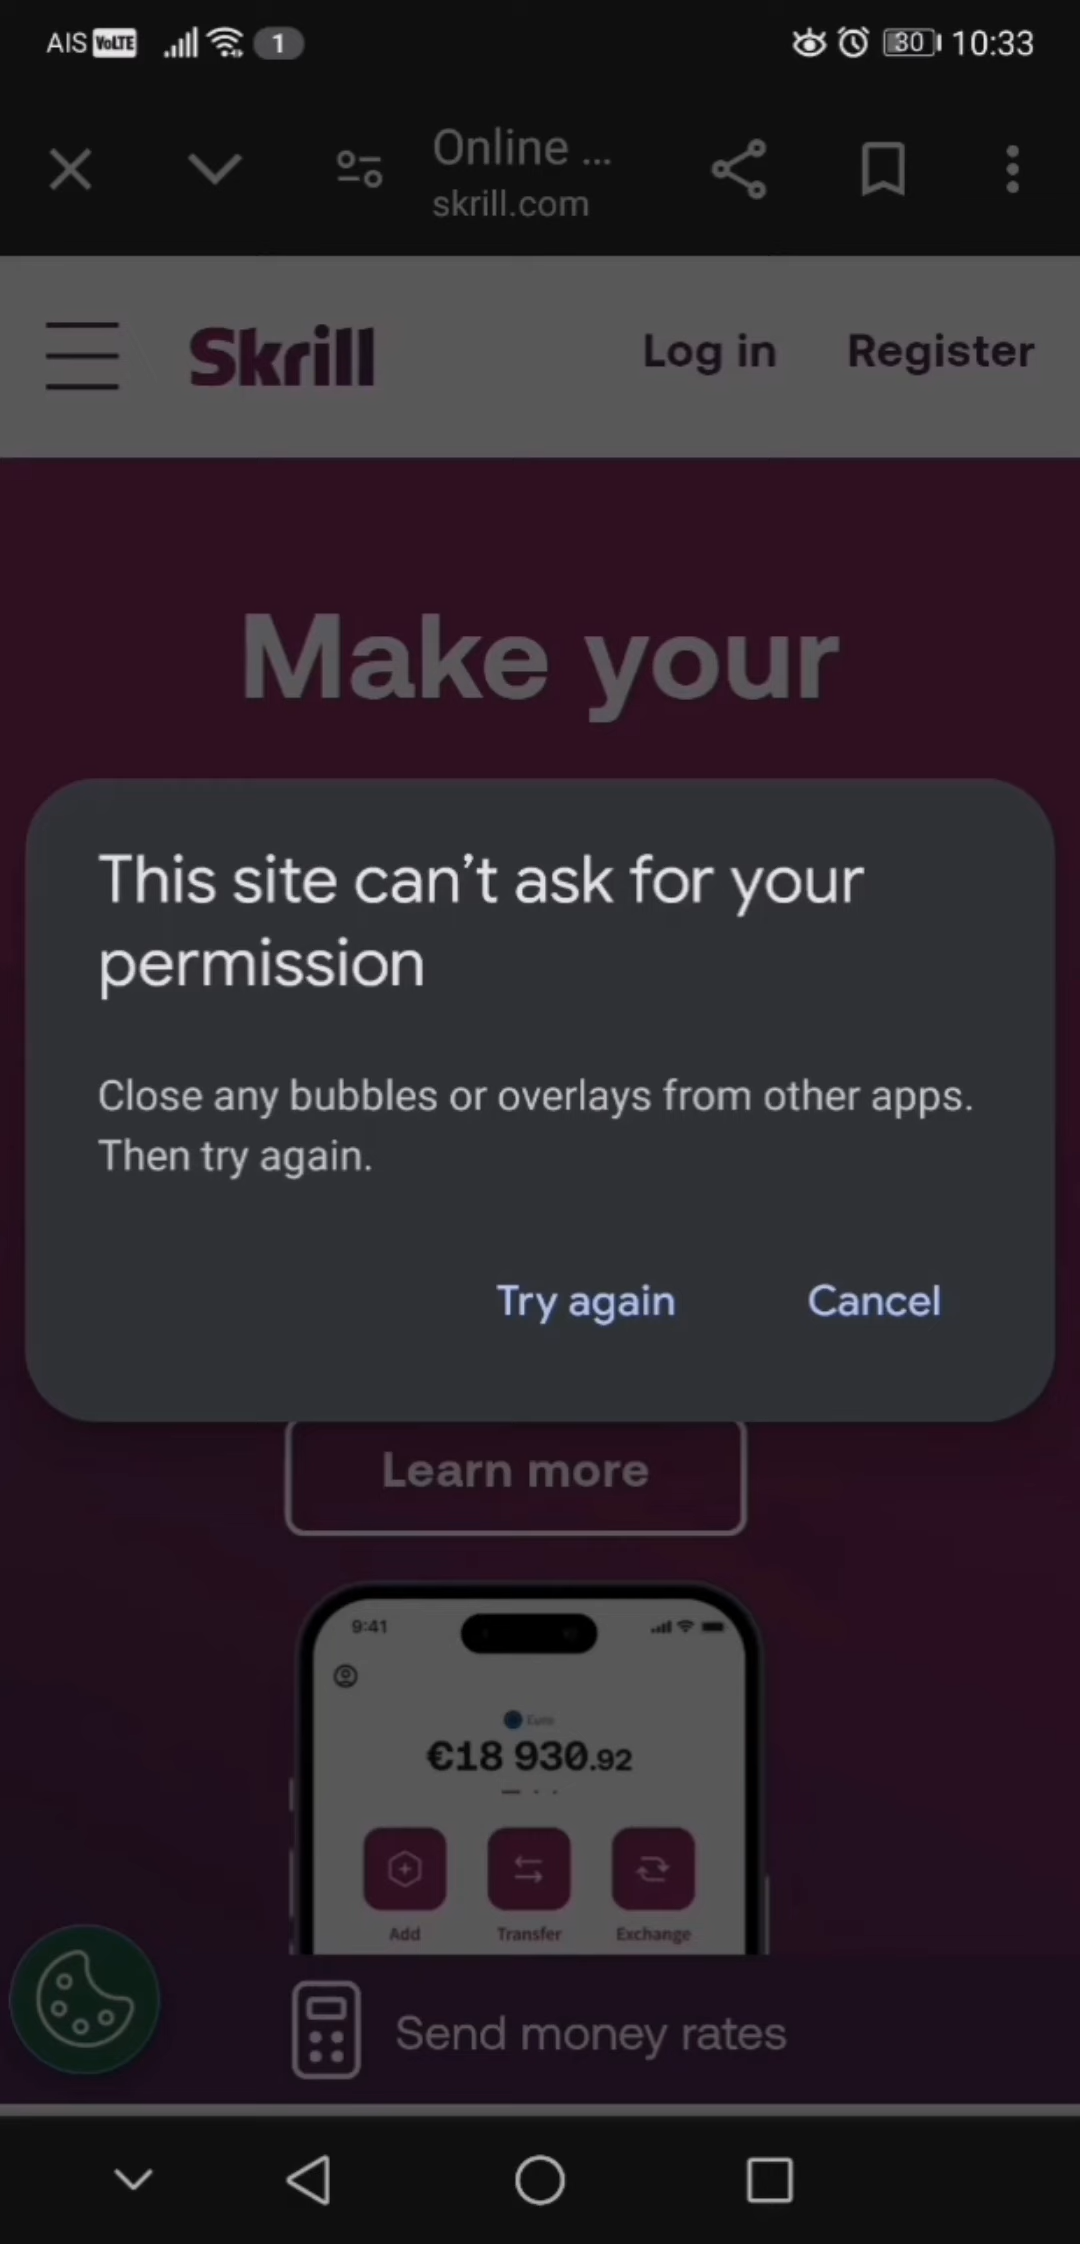 AIS VoLTE 1 30 10:33
Online ...
skrill.com
Skrill Log in Register
Make your
This site can’t ask for your
permission
Close any bubbles or overlays from other apps.
Then try again.
Try again Cancel
Learn more
9:41
Euro
€18 930.92
Add Transfer Exchange
Send money rates